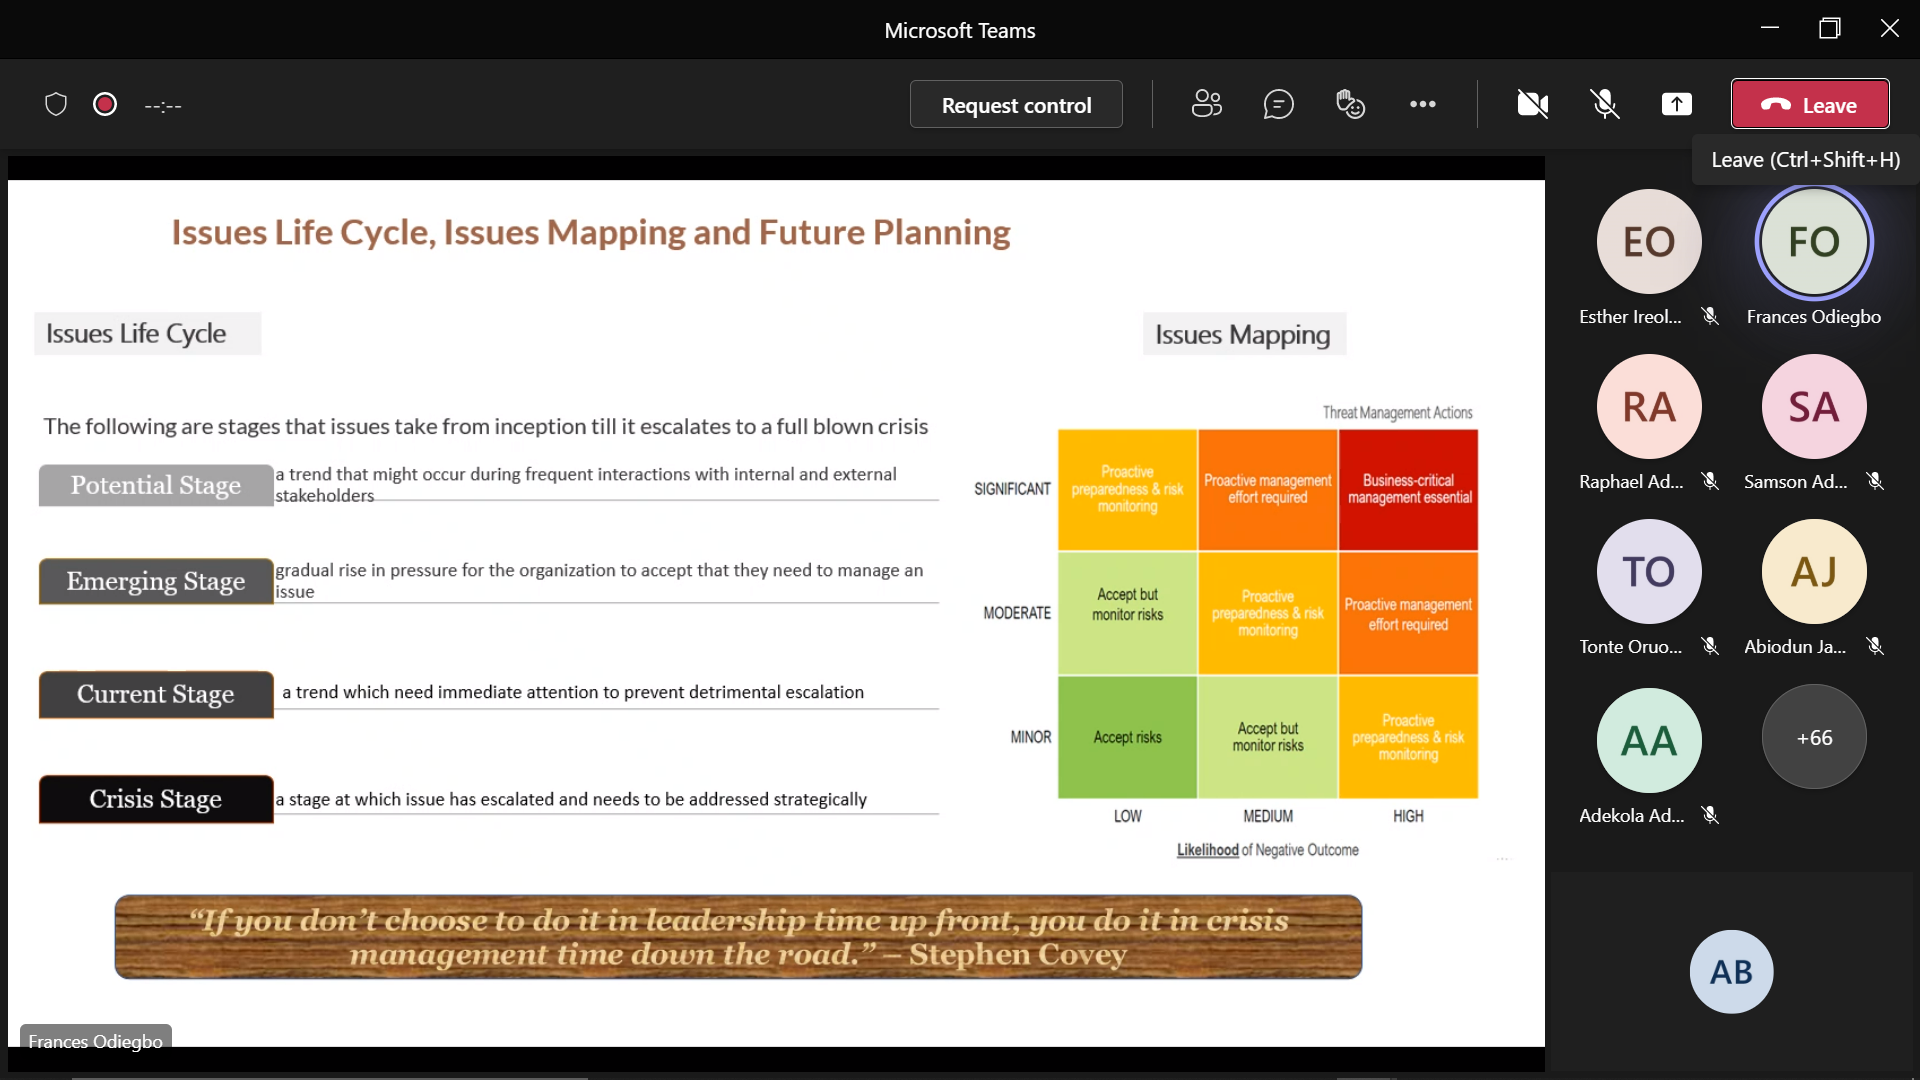 Microsoft Teams
--:--
Request control
Leave
Leave (Ctrl+Shift+H)
Issues Life Cycle, Issues Mapping and Future Planning
Issues Life Cycle
Issues Mapping
The following are stages that issues take from inception till it escalates to a full blown crisis
Potential Stage
a trend that might occur during frequent interactions with internal and external
stakeholders
Emerging Stage
gradual rise in pressure for the organization to accept that they need to manage an
issue
Current Stage
a trend which need immediate attention to prevent detrimental escalation
Crisis Stage
a stage at which issue has escalated and needs to be addressed strategically
Threat Management Actions
SIGNIFICANT
Proactive
preparedness & risk
monitoring
Proactive management
effort required
Business-critical
management essential
MODERATE
Accept but
monitor risks
Proactive
preparedness & risk
monitoring
Proactive management
effort required
MINOR
Accept risks
Accept but
monitor risks
Proactive
preparedness & risk
monitoring
LOW
MEDIUM
HIGH
Likelihood of Negative Outcome
“If you don’t choose to do it in leadership time up front, you do it in crisis
management time down the road.” – Stephen Covey
Frances Odiegbo
EO
Esther Ireol...
FO
Frances Odiegbo
RA
Raphael Ad...
SA
Samson Ad...
TO
Tonte Oruo...
AJ
Abiodun Ja...
AA
Adekola Ad...
+66
AB